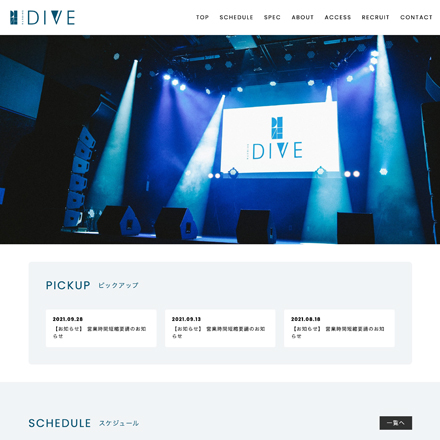 DIVE
TOP SCHEDULE SPEC ABOUT ACCESS RECRUIT CONTACT
DIVE
PICKUP ピックアップ
2021.09.28
【お知らせ】 営業時間短縮要請のお知
らせ
2021.09.13
【お知らせ】 営業時間短縮要請のお知
らせ
2021.08.18
【お知らせ】 営業時間短縮要請のお知
らせ
SCHEDULE スケジュール
一覧へ